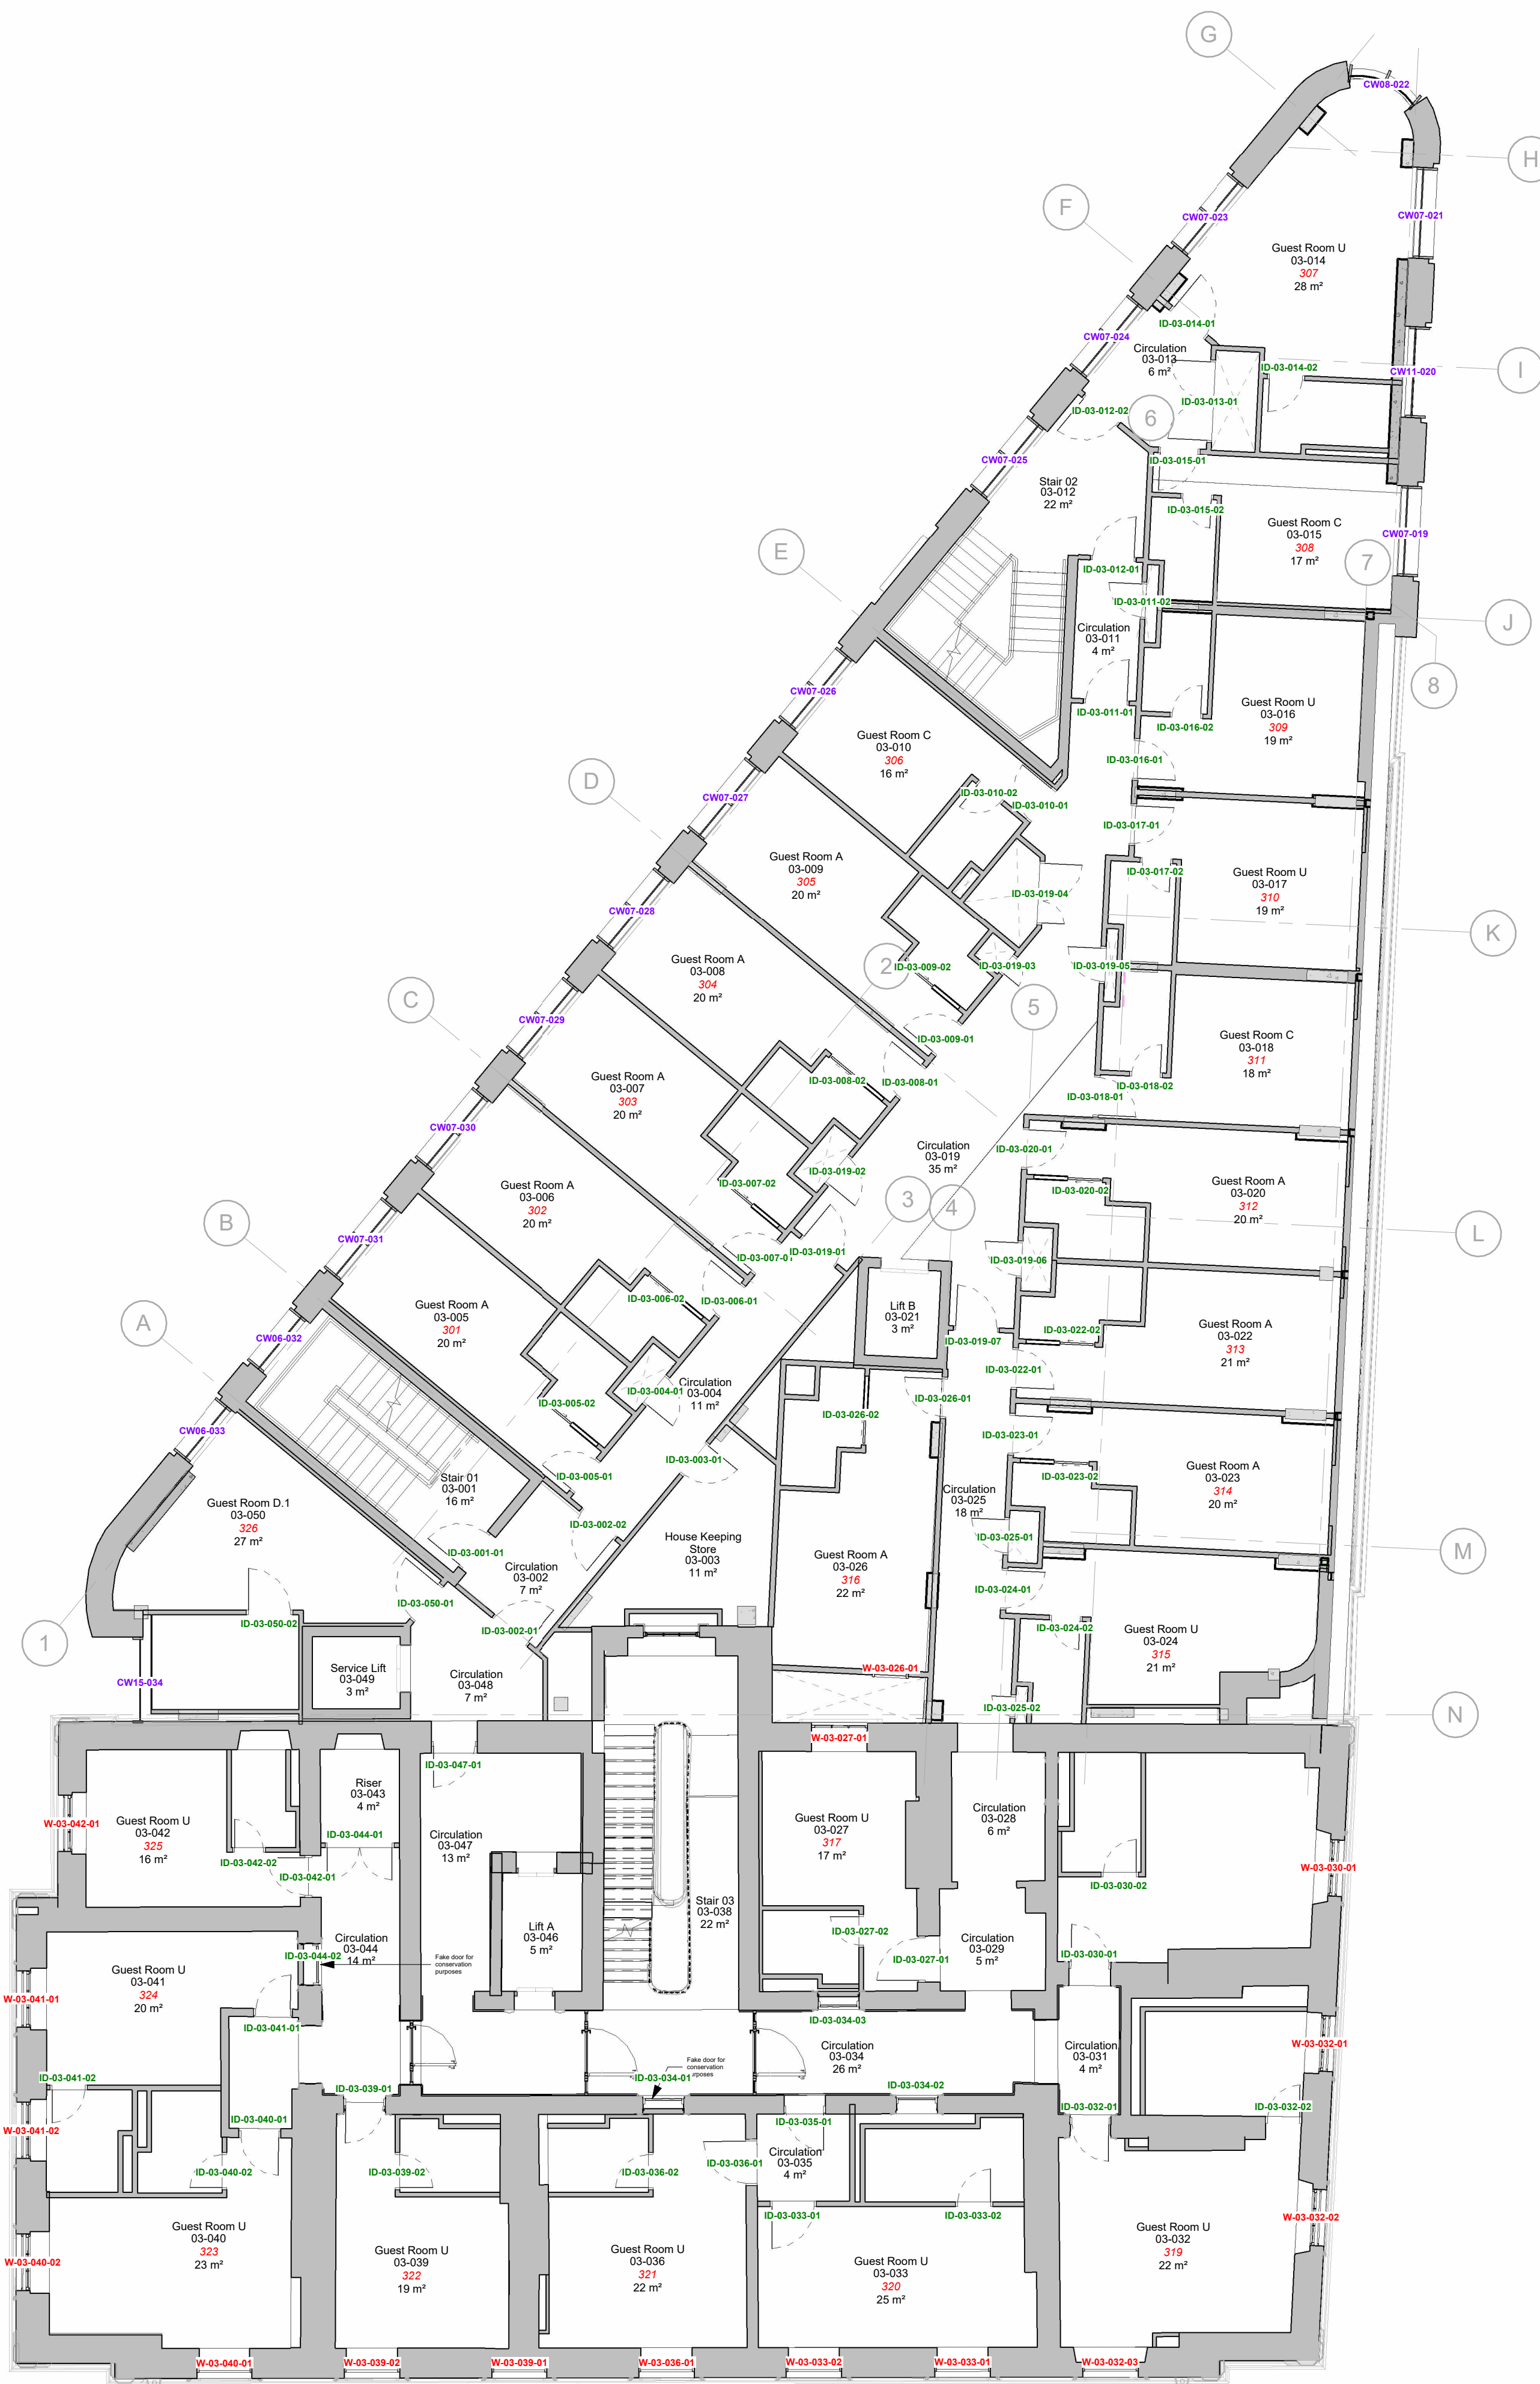 G
CW08-022
H
F
CW07-023
CW07-021
Guest Room U
03-014
307
28 m²
ID-03-014-01
CW07-024
Circulation
03-013
6 m²
ID-03-014-02
I
CW11-020
ID-03-013-01
ID-03-012-02
6
CW07-025
ID-03-015-01
Stair 02
03-012
22 m²
ID-03-015-02
Guest Room C
03-015
308
17 m²
CW07-019
E
7
ID-03-012-01
ID-03-011-02
Circulation
03-011
4 m²
J
8
CW07-026
ID-03-011-01
Guest Room U
03-016
309
19 m²
ID-03-016-02
Guest Room C
03-010
306
16 m²
ID-03-016-01
D
CW07-027
ID-03-010-02
ID-03-010-01
ID-03-017-01
Guest Room A
03-009
305
20 m²
ID-03-017-02
Guest Room U
03-017
310
19 m²
ID-03-019-04
CW07-028
K
2
ID-03-009-02
ID-03-019-03
ID-03-019-05
Guest Room A
03-008
304
20 m²
C
5
CW07-029
ID-03-009-01
Guest Room C
03-018
311
18 m²
ID-03-008-02
ID-03-008-01
ID-03-018-02
ID-03-018-01
Guest Room A
03-007
303
20 m²
CW07-030
Circulation
03-019
35 m²
ID-03-020-01
ID-03-019-02
ID-03-007-02
ID-03-020-02
Guest Room A
03-020
312
20 m²
Guest Room A
03-006
302
20 m²
3
4
B
L
CW07-031
ID-03-007-0
ID-03-019-01
ID-03-019-06
ID-03-006-02
ID-03-006-01
Lift B
03-021
3 m²
A
Guest Room A
03-005
301
20 m²
CW06-032
ID-03-019-07
ID-03-022-02
Guest Room A
03-022
313
21 m²
ID-03-022-01
Circulation
03-004
11 m²
ID-03-004-01
ID-03-005-02
ID-03-026-01
ID-03-026-02
CW06-033
ID-03-023-01
ID-03-003-01
ID-03-005-01
ID-03-023-02
Guest Room A
03-023
314
20 m²
Stair 01
03-001
16 m²
Circulation
03-025
18 m²
Guest Room D.1
03-050
326
27 m²
ID-03-002-02
House Keeping
Store
03-003
11 m²
ID-03-025-01
M
ID-03-001-01
Circulation
03-002
7 m²
Guest Room A
03-026
316
22 m²
ID-03-024-01
ID-03-050-01
ID-03-050-02
ID-03-002-01
ID-03-024-02
Guest Room U
03-024
315
21 m²
1
Service Lift
03-049
3 m²
Circulation
03-048
7 m²
W-03-026-01
CW15-034
ID-03-025-02
N
W-03-027-01
ID-03-047-01
Riser
03-043
4 m²
Guest Room U
03-042
325
16 m²
W-03-042-01
ID-03-044-01
Circulation
03-047
13 m²
Guest Room U
03-027
317
17 m²
Circulation
03-028
6 m²
ID-03-042-02
ID-03-042-01
W-03-030-01
ID-03-030-02
Stair 03
03-038
22 m²
Lift A
03-046
5 m²
ID-03-027-02
Circulation
03-044
14 m²
ID-03-044-02
Fake door for
conservation
purposes
ID-03-027-01
Circulation
03-029
5 m²
ID-03-030-01
Guest Room U
03-041
324
20 m²
W-03-041-01
ID-03-041-01
ID-03-034-03
Circulation
03-034
26 m²
Circulation
03-031
4 m²
W-03-032-01
Fake door for
conservation
urposes
ID-03-034-01
ID-03-041-02
ID-03-039-01
ID-03-034-02
ID-03-032-01
ID-03-032-02
W-03-041-02
ID-03-040-01
ID-03-035-01
Circulation
03-035
4 m²
ID-03-036-01
ID-03-040-02
ID-03-039-02
ID-03-036-02
ID-03-033-01
ID-03-033-02
W-03-032-02
Guest Room U
03-040
323
23 m²
W-03-040-02
Guest Room U
03-039
322
19 m²
Guest Room U
03-036
321
22 m²
Guest Room U
03-033
320
25 m²
Guest Room U
03-032
319
22 m²
W-03-040-01
W-03-039-02
W-03-039-01
W-03-036-01
W-03-033-02
W-03-033-01
W-03-032-03